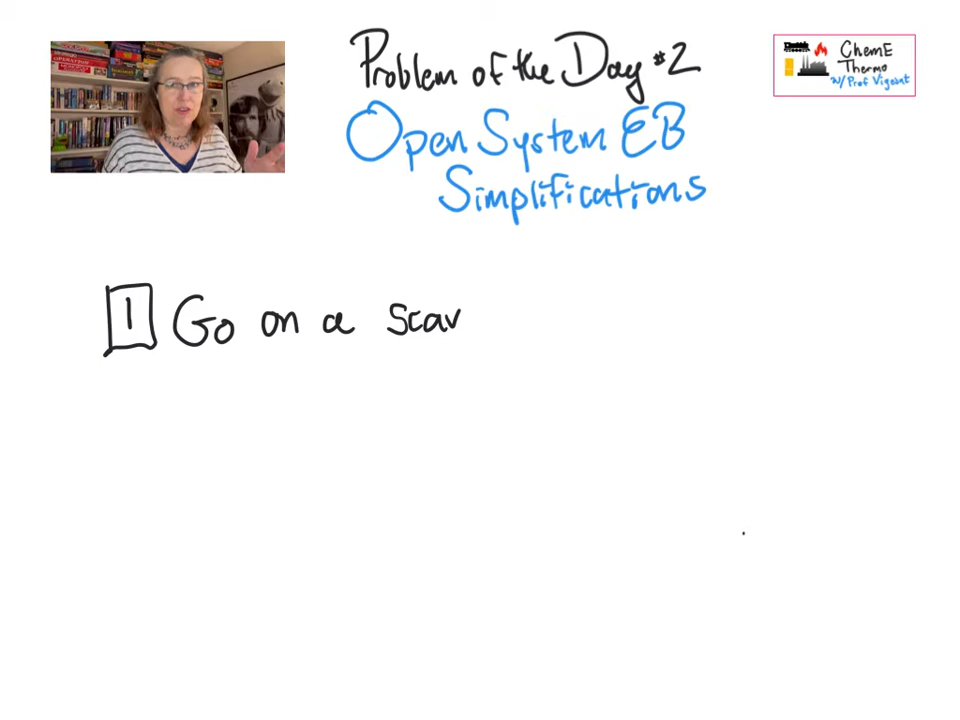 Problem of the Day #2
Open System EB
Simplifications
ChemE
Thermo
w/ Prof Vigeant
1 Go on a scav